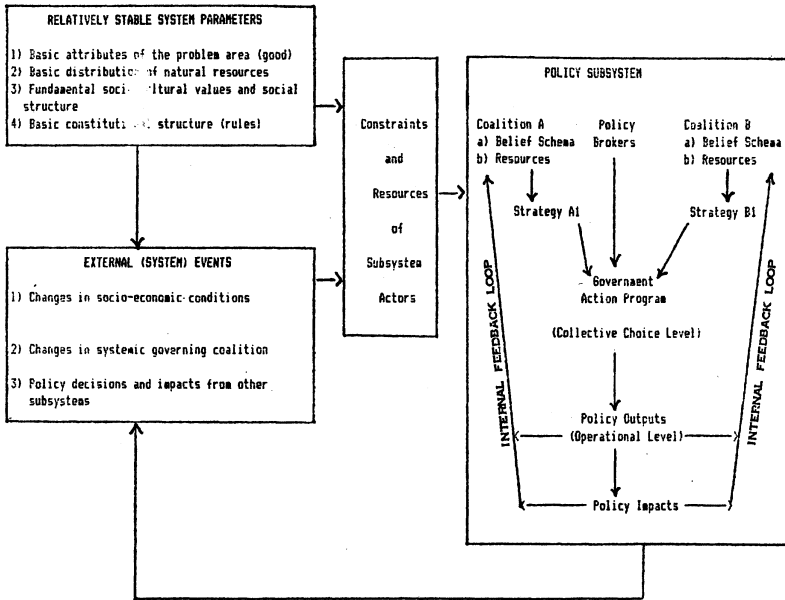 RELATIVELY STABLE SYSTEM PARAMETERS
1) Basic attributes of the problem area (good)
2) Basic distribution of natural resources
3) Fundamental socio-cultural values and social
structure
4) Basic constitutional structure (rules)
EXTERNAL (SYSTEM) EVENTS
1) Changes in socio-economic conditions
2) Changes in systemic governing coalition
3) Policy decisions and impacts from other
subsystems
Constraints
and
Resources
of
Subsystem
Actors
POLICY SUBSYSTEM
Coalition A
a) Belief Schema
b) Resources
Policy
Brokers
Coalition B
a) Belief Schema
b) Resources
Strategy A1
Strategy B1
Government
Action Program
(Collective Choice Level)
Policy Outputs
(Operational Level)
Policy Impacts
INTERNAL FEEDBACK LOOP
INTERNAL FEEDBACK LOOP